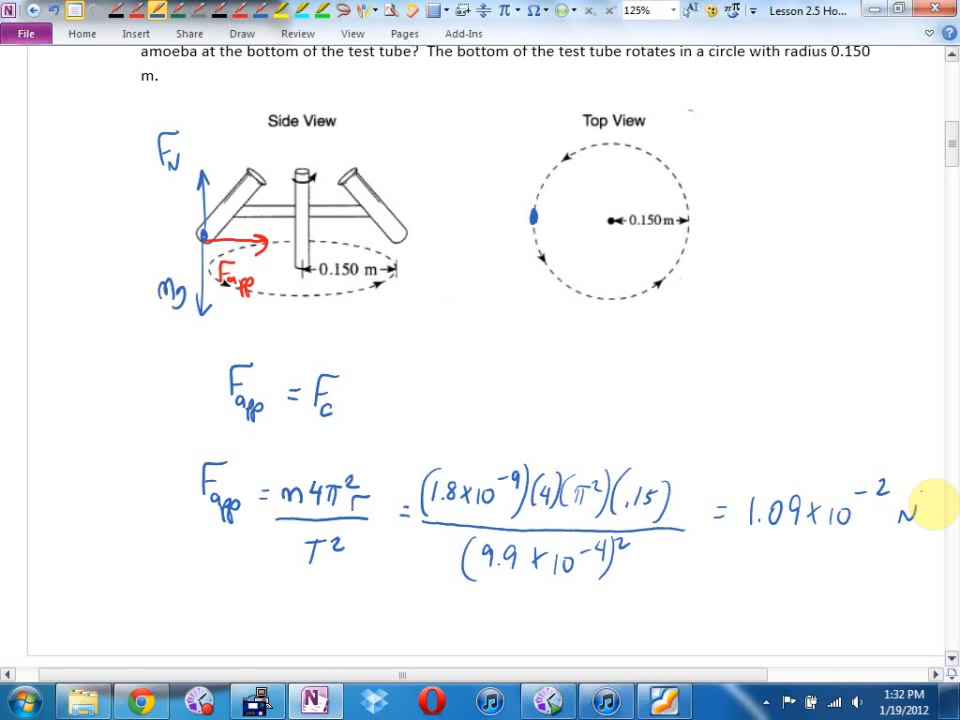 125%
Lesson 2.5 Ho...
File Home Insert Share Draw Review View Pages Add-Ins
amoeba at the bottom of the test tube? The bottom of the test tube rotates in a circle with radius 0.150
m.
Side View
Top View
F_N
0.150 m
0.150 m
F_app
mg
F_app = F_c
F_app = m4π²r / T² = (1.8×10⁻⁹)(4)(π²)(.15) / (9.9×10⁻⁴)² = 1.09×10⁻² N
1:32 PM
1/19/2012